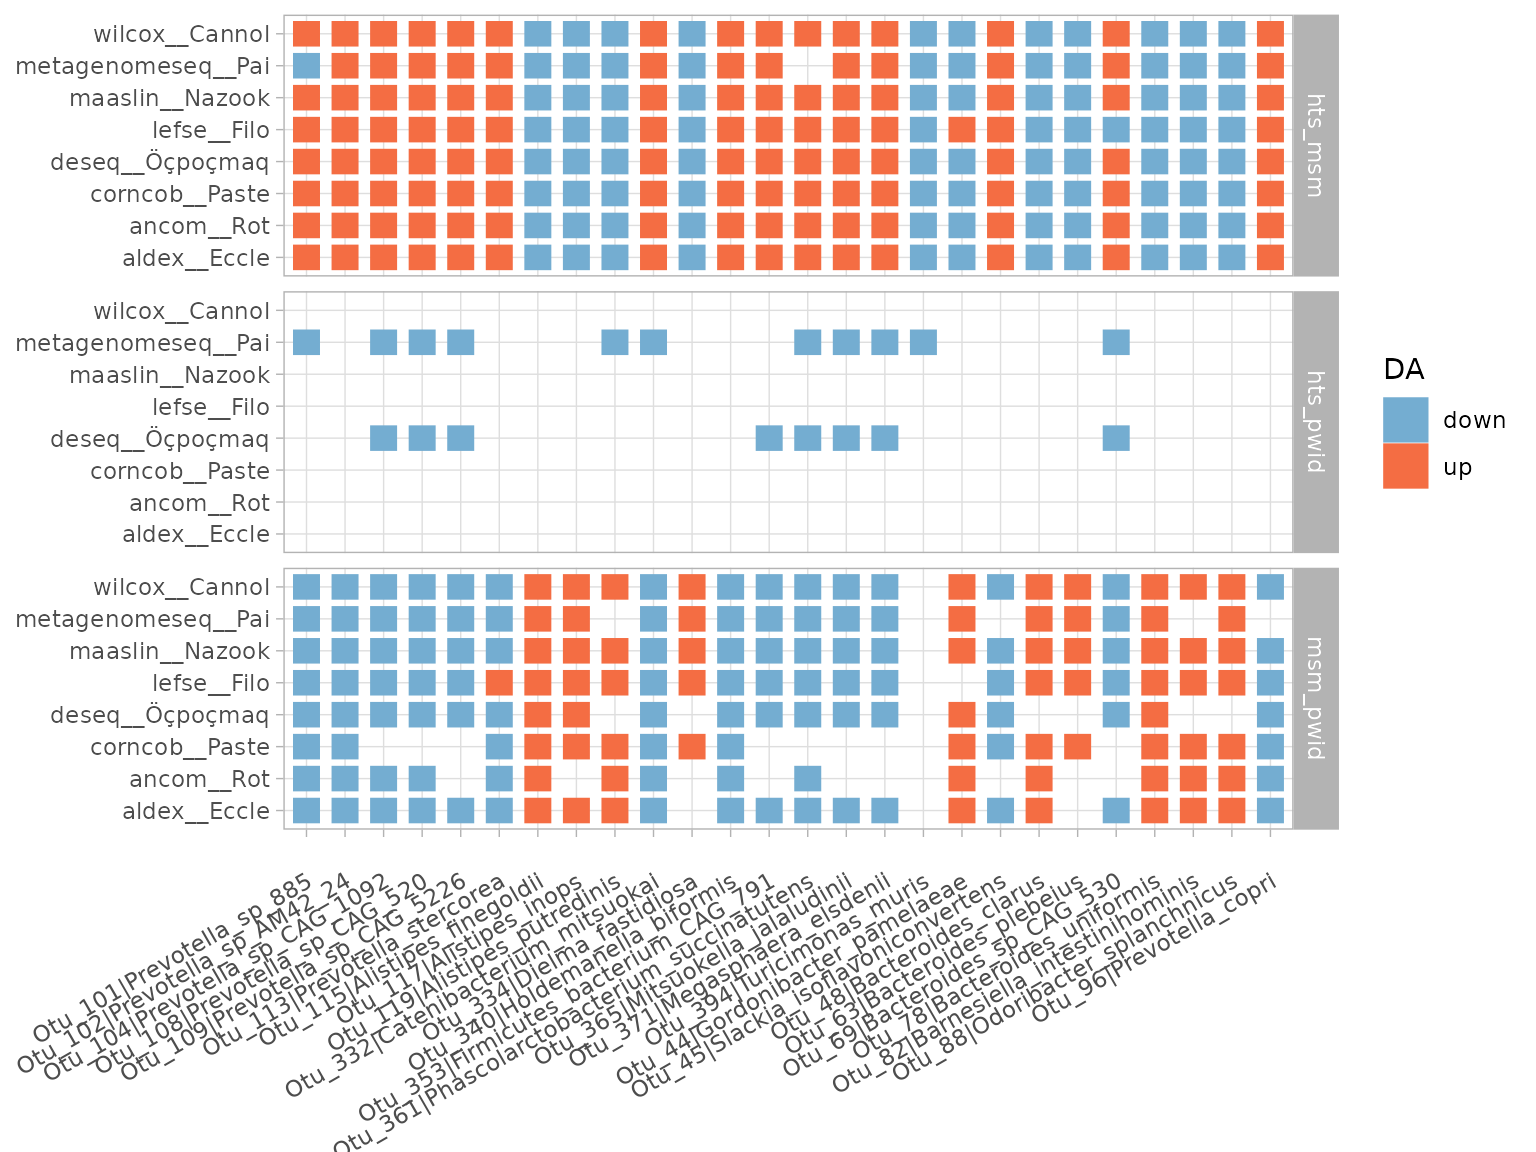 wilcox__Cannol
metagenomeseq__Pai
maaslin__Nazook
lefse__Filo
deseq__Öçpoçmaq
corncob__Paste
ancom__Rot
aldex__Eccle
hts_msm
wilcox__Cannol
metagenomeseq__Pai
maaslin__Nazook
lefse__Filo
deseq__Öçpoçmaq
corncob__Paste
ancom__Rot
aldex__Eccle
hts_pwid
wilcox__Cannol
metagenomeseq__Pai
maaslin__Nazook
lefse__Filo
deseq__Öçpoçmaq
corncob__Paste
ancom__Rot
aldex__Eccle
msm_pwid
Otu_101|Prevotella_sp_885
Otu_102|Prevotella_sp_AM42_24
Otu_104|Prevotella_sp_CAG_1092
Otu_108|Prevotella_sp_CAG_520
Otu_109|Prevotella_sp_CAG_5226
Otu_113|Prevotella_stercorea
Otu_115|Alistipes_finegoldii
Otu_117|Alistipes_inops
Otu_119|Alistipes_putredinis
Otu_332|Catenibacterium_mitsuokai
Otu_334|Dielma_fastidiosa
Otu_340|Holdemanella_biformis
Otu_353|Firmicutes_bacterium_CAG_791
Otu_361|Phascolarctobacterium_succinatutens
Otu_365|Mitsuokella_jalaludinii
Otu_371|Megasphaera_elsdenii
Otu_394|Turicimonas_muris
Otu_44|Gordonibacter_pamelaeae
Otu_45|Slackia_isoflavoniconvertens
Otu_48|Bacteroides_clarus
Otu_63|Bacteroides_plebeius
Otu_69|Bacteroides_sp_CAG_530
Otu_78|Bacteroides_uniformis
Otu_82|Barnesiella_intestinihominis
Otu_88|Odoribacter_splanchnicus
Otu_96|Prevotella_copri
DA
down
up